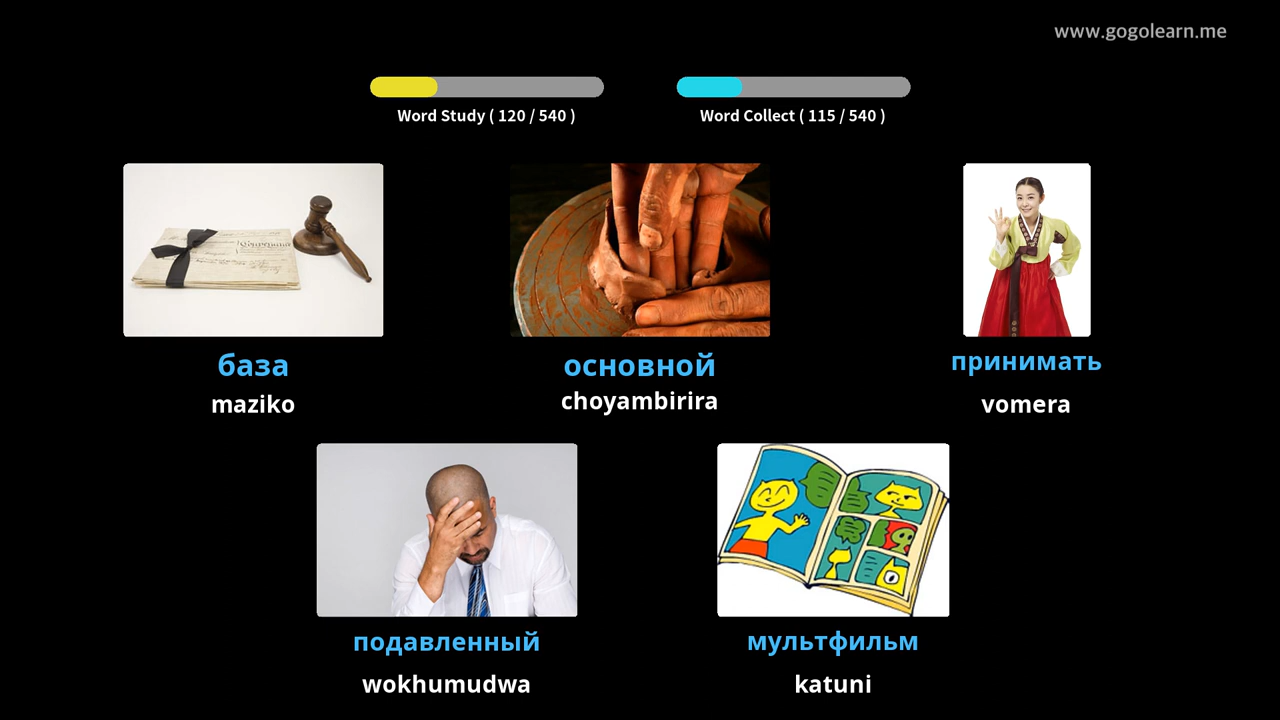 www.gogolearn.me
Word Study ( 120 / 540 )
Word Collect ( 115 / 540 )
база
maziko
основной
choyambirira
принимать
vomera
подавленный
wokhumudwa
мультфильм
katuni